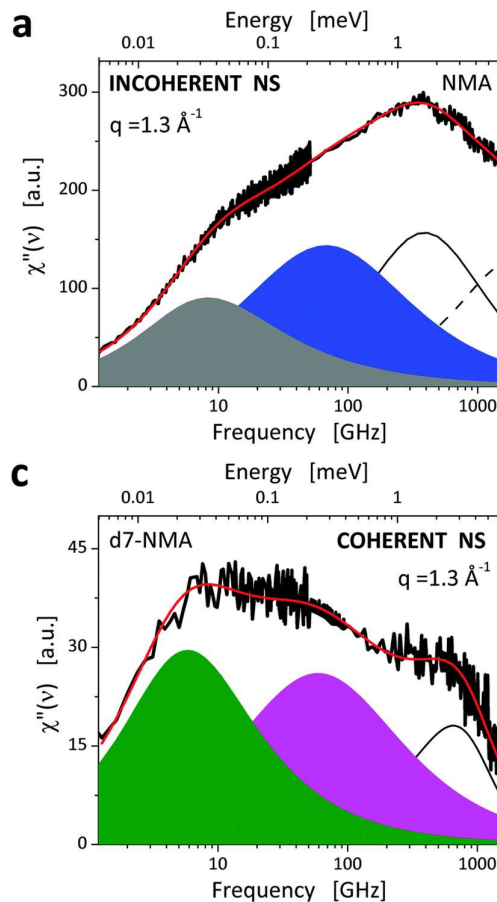 a
Energy [meV]
0.01 0.1 1
INCOHERENT NS NMA
q =1.3 Å⁻¹
χ''(ν) [a.u.]
300
200
100
0
10 100 1000
Frequency [GHz]
c
Energy [meV]
0.01 0.1 1
d7-NMA COHERENT NS
q =1.3 Å⁻¹
χ''(ν) [a.u.]
45
30
15
0
10 100 1000
Frequency [GHz]